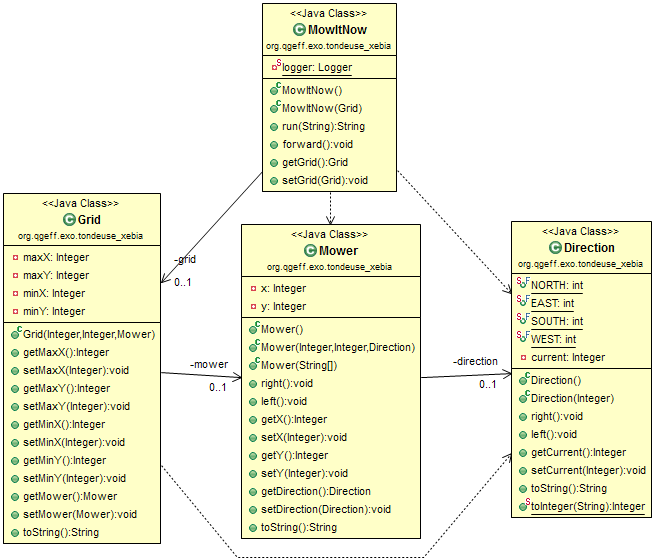 <<Java Class>>
MowItNow
org.qgeff.exo.tondeuse_xebia
logger: Logger
MowItNow()
MowItNow(Grid)
run(String):String
forward():void
getGrid():Grid
setGrid(Grid):void
<<Java Class>>
Grid
org.qgeff.exo.tondeuse_xebia
maxX: Integer
maxY: Integer
minX: Integer
minY: Integer
Grid(Integer,Integer,Mower)
getMaxX():Integer
setMaxX(Integer):void
getMaxY():Integer
setMaxY(Integer):void
getMinX():Integer
setMinX(Integer):void
getMinY():Integer
setMinY(Integer):void
getMower():Mower
setMower(Mower):void
toString():String
-grid
0..1
-mower
0..1
<<Java Class>>
Mower
org.qgeff.exo.tondeuse_xebia
x: Integer
y: Integer
Mower()
Mower(Integer,Integer,Direction)
Mower(String[])
right():void
left():void
getX():Integer
setX(Integer):void
getY():Integer
setY(Integer):void
getDirection():Direction
setDirection(Direction):void
toString():String
-direction
0..1
<<Java Class>>
Direction
org.qgeff.exo.tondeuse_xebia
NORTH: int
EAST: int
SOUTH: int
WEST: int
current: Integer
Direction()
Direction(Integer)
right():void
left():void
getCurrent():Integer
setCurrent(Integer):void
toString():String
toInteger(String):Integer